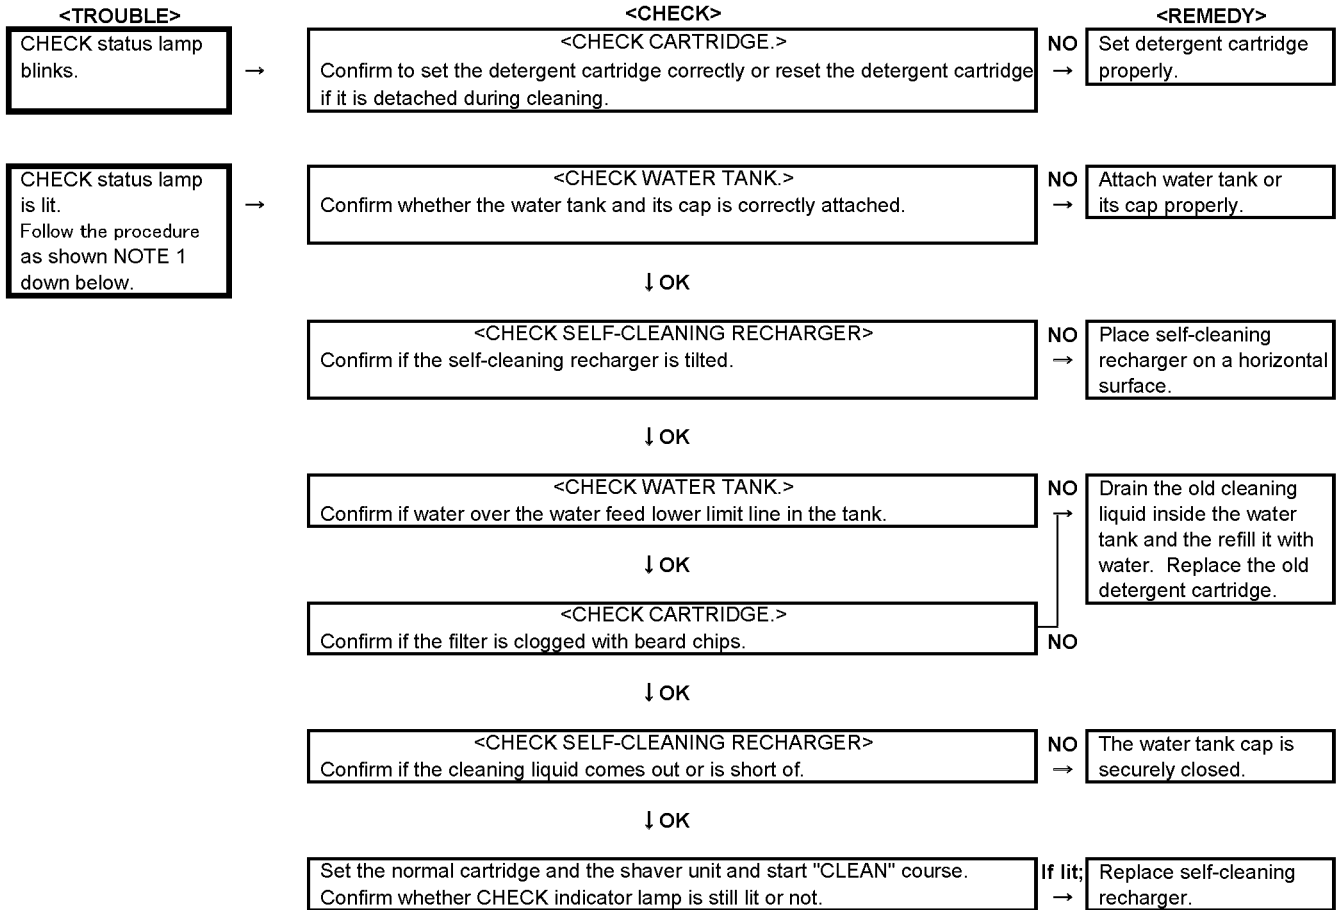 <TROUBLE>
<CHECK>
<REMEDY>
CHECK status lamp
blinks.
→
<CHECK CARTRIDGE.>
Confirm to set the detergent cartridge correctly or reset the detergent cartridge
if it is detached during cleaning.
NO
→
Set detergent cartridge
properly.
CHECK status lamp
is lit.
Follow the procedure
as shown NOTE 1
down below.
→
<CHECK WATER TANK.>
Confirm whether the water tank and its cap is correctly attached.
NO
→
Attach water tank or
its cap properly.
↓ OK
<CHECK SELF-CLEANING RECHARGER>
Confirm if the self-cleaning recharger is tilted.
NO
→
Place self-cleaning
recharger on a horizontal
surface.
↓ OK
<CHECK WATER TANK.>
Confirm if water over the water feed lower limit line in the tank.
NO
→
Drain the old cleaning
liquid inside the water
tank and the refill it with
water. Replace the old
detergent cartridge.
↓ OK
<CHECK CARTRIDGE.>
Confirm if the filter is clogged with beard chips.
NO
↓ OK
<CHECK SELF-CLEANING RECHARGER>
Confirm if the cleaning liquid comes out or is short of.
NO
→
The water tank cap is
securely closed.
↓ OK
Set the normal cartridge and the shaver unit and start "CLEAN" course.
Confirm whether CHECK indicator lamp is still lit or not.
If lit;
→
Replace self-cleaning
recharger.